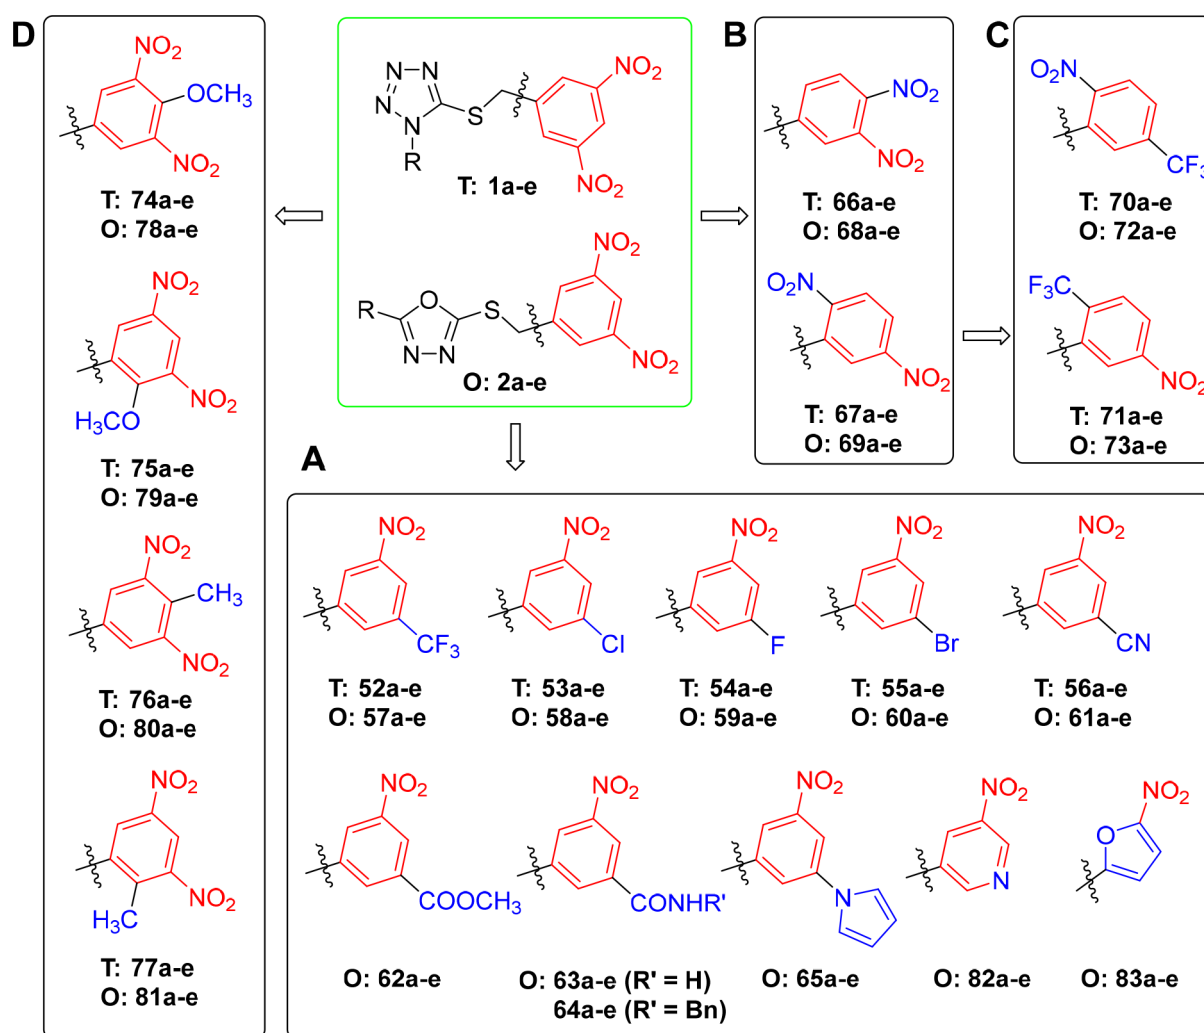 D
NO2
OCH3
NO2
T: 74a-e
O: 78a-e
NO2
NO2
H3CO
T: 75a-e
O: 79a-e
NO2
CH3
NO2
T: 76a-e
O: 80a-e
NO2
NO2
H3C
T: 77a-e
O: 81a-e
N N
N
N
R
S
NO2
NO2
T: 1a-e
R
O
N N
S
NO2
NO2
O: 2a-e
B
NO2
NO2
T: 66a-e
O: 68a-e
O2N
NO2
T: 67a-e
O: 69a-e
C
O2N
CF3
T: 70a-e
O: 72a-e
F3C
NO2
T: 71a-e
O: 73a-e
A
NO2
CF3
T: 52a-e
O: 57a-e
NO2
Cl
T: 53a-e
O: 58a-e
NO2
F
T: 54a-e
O: 59a-e
NO2
Br
T: 55a-e
O: 60a-e
NO2
CN
T: 56a-e
O: 61a-e
NO2
COOCH3
O: 62a-e
NO2
CONHR'
O: 63a-e (R' = H)
64a-e (R' = Bn)
NO2
N
O: 65a-e
NO2
N
O: 82a-e
NO2
O
O: 83a-e